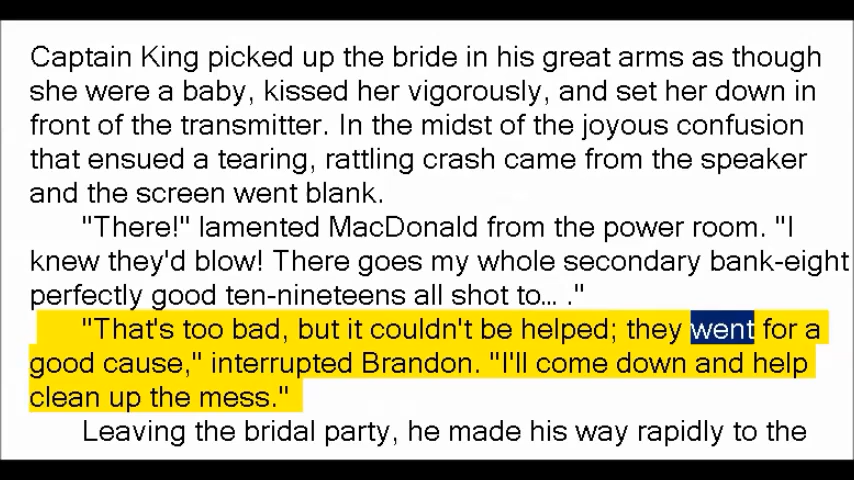 Captain King picked up the bride in his great arms as though
she were a baby, kissed her vigorously, and set her down in
front of the transmitter. In the midst of the joyous confusion
that ensued a tearing, rattling crash came from the speaker
and the screen went blank.
"There!" lamented MacDonald from the power room. "I
knew they'd blow! There goes my whole secondary bank-eight
perfectly good ten-nineteens all shot to... ."
"That's too bad, but it couldn't be helped; they went for a
good cause," interrupted Brandon. "I'll come down and help
clean up the mess."
Leaving the bridal party, he made his way rapidly to the